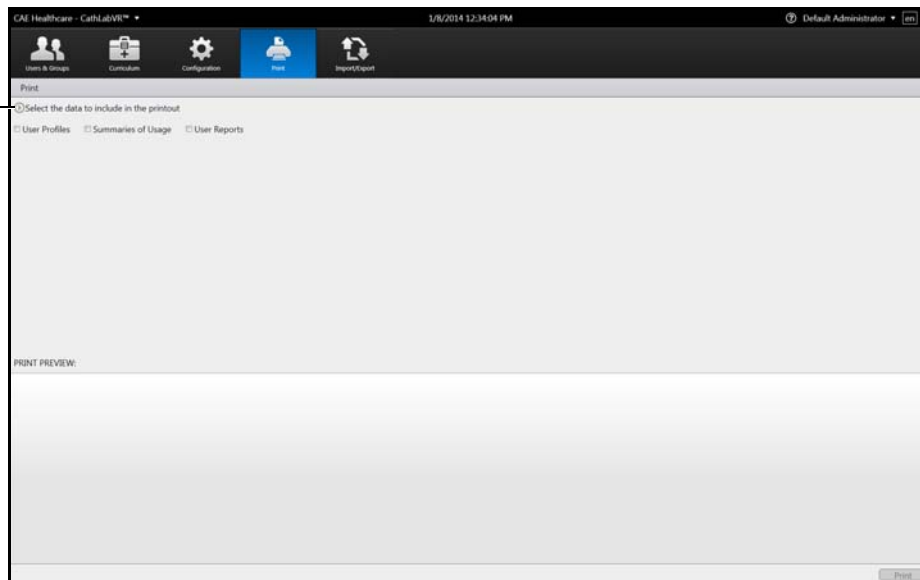 CAE Healthcare - CathLabVR™
1/8/2014 12:34:04 PM
Default Administrator
en
Users & Groups
Curriculum
Configuration
Print
Import/Export
Print
Select the data to include in the printout
User Profiles
Summaries of Usage
User Reports
PRINT PREVIEW:
Print